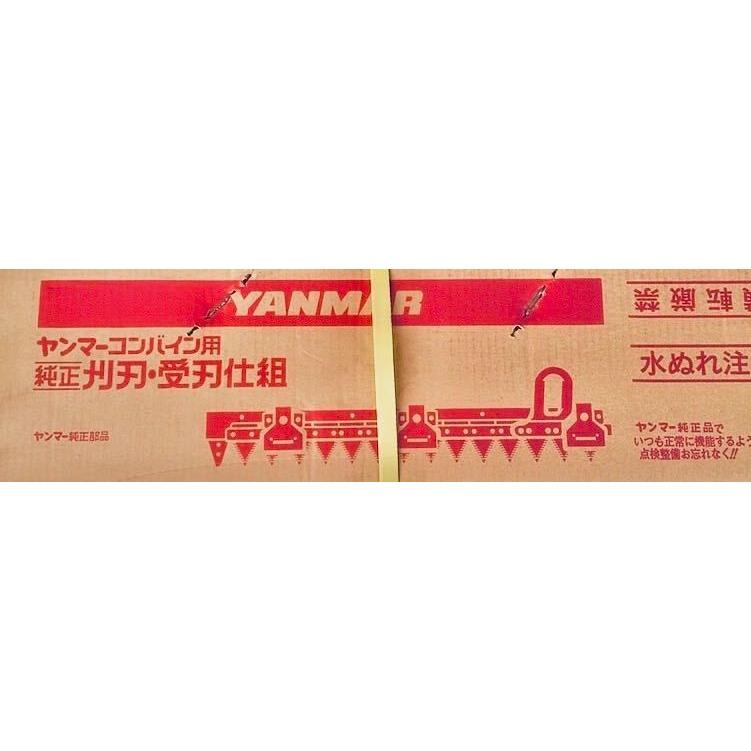 YANMAR
ヤンマーコンバイン用
純正 刈刃・受刃仕組
ヤンマー純正部品
転厳禁
水ぬれ注
ヤンマー純正品で
いつも正常に機能するよう
点検整備お忘れなく!!